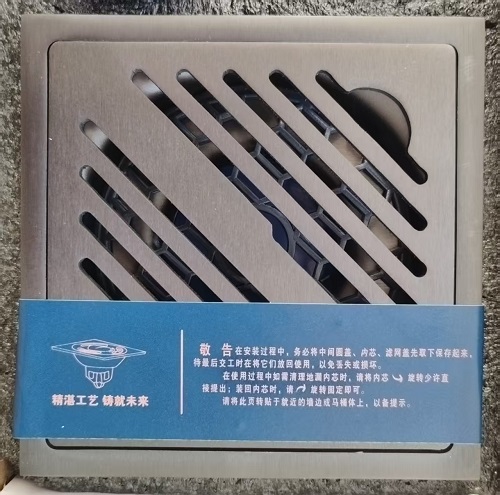 精湛工艺 铸就未来
敬 告 在安装过程中，务必将中间圆盖、内芯、滤网盖先取下保存起来，
待最后交工时在将它们放回使用，以免丢失或损坏。
在使用过程中如需清理地漏内芯时，请将内芯 旋转少许直
接提出；装回内芯时，请 旋转固定即可。
请将此页转贴于就近的墙边或马桶体上，以备提示。